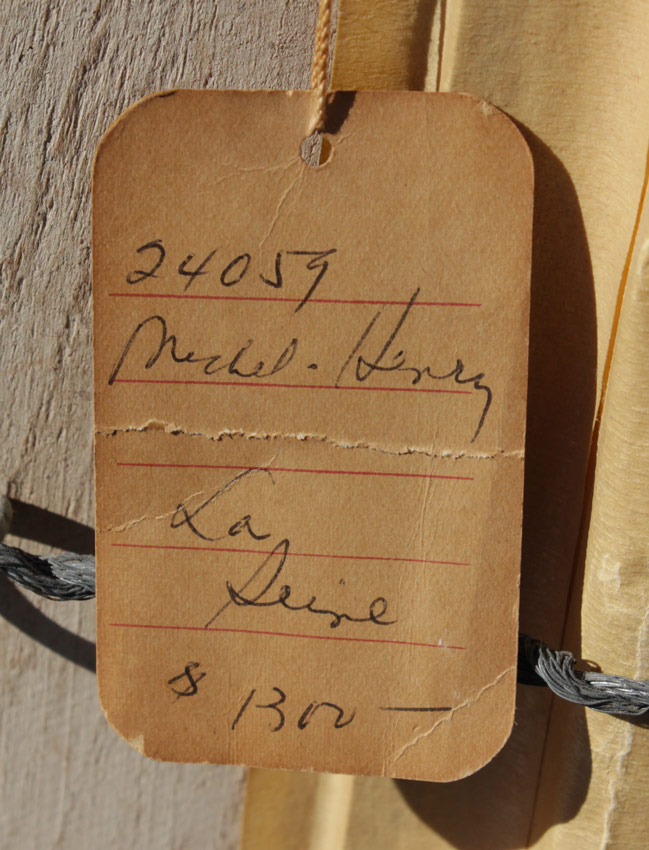 24059
Michel-Henry
La
Seine
$ 1300 —